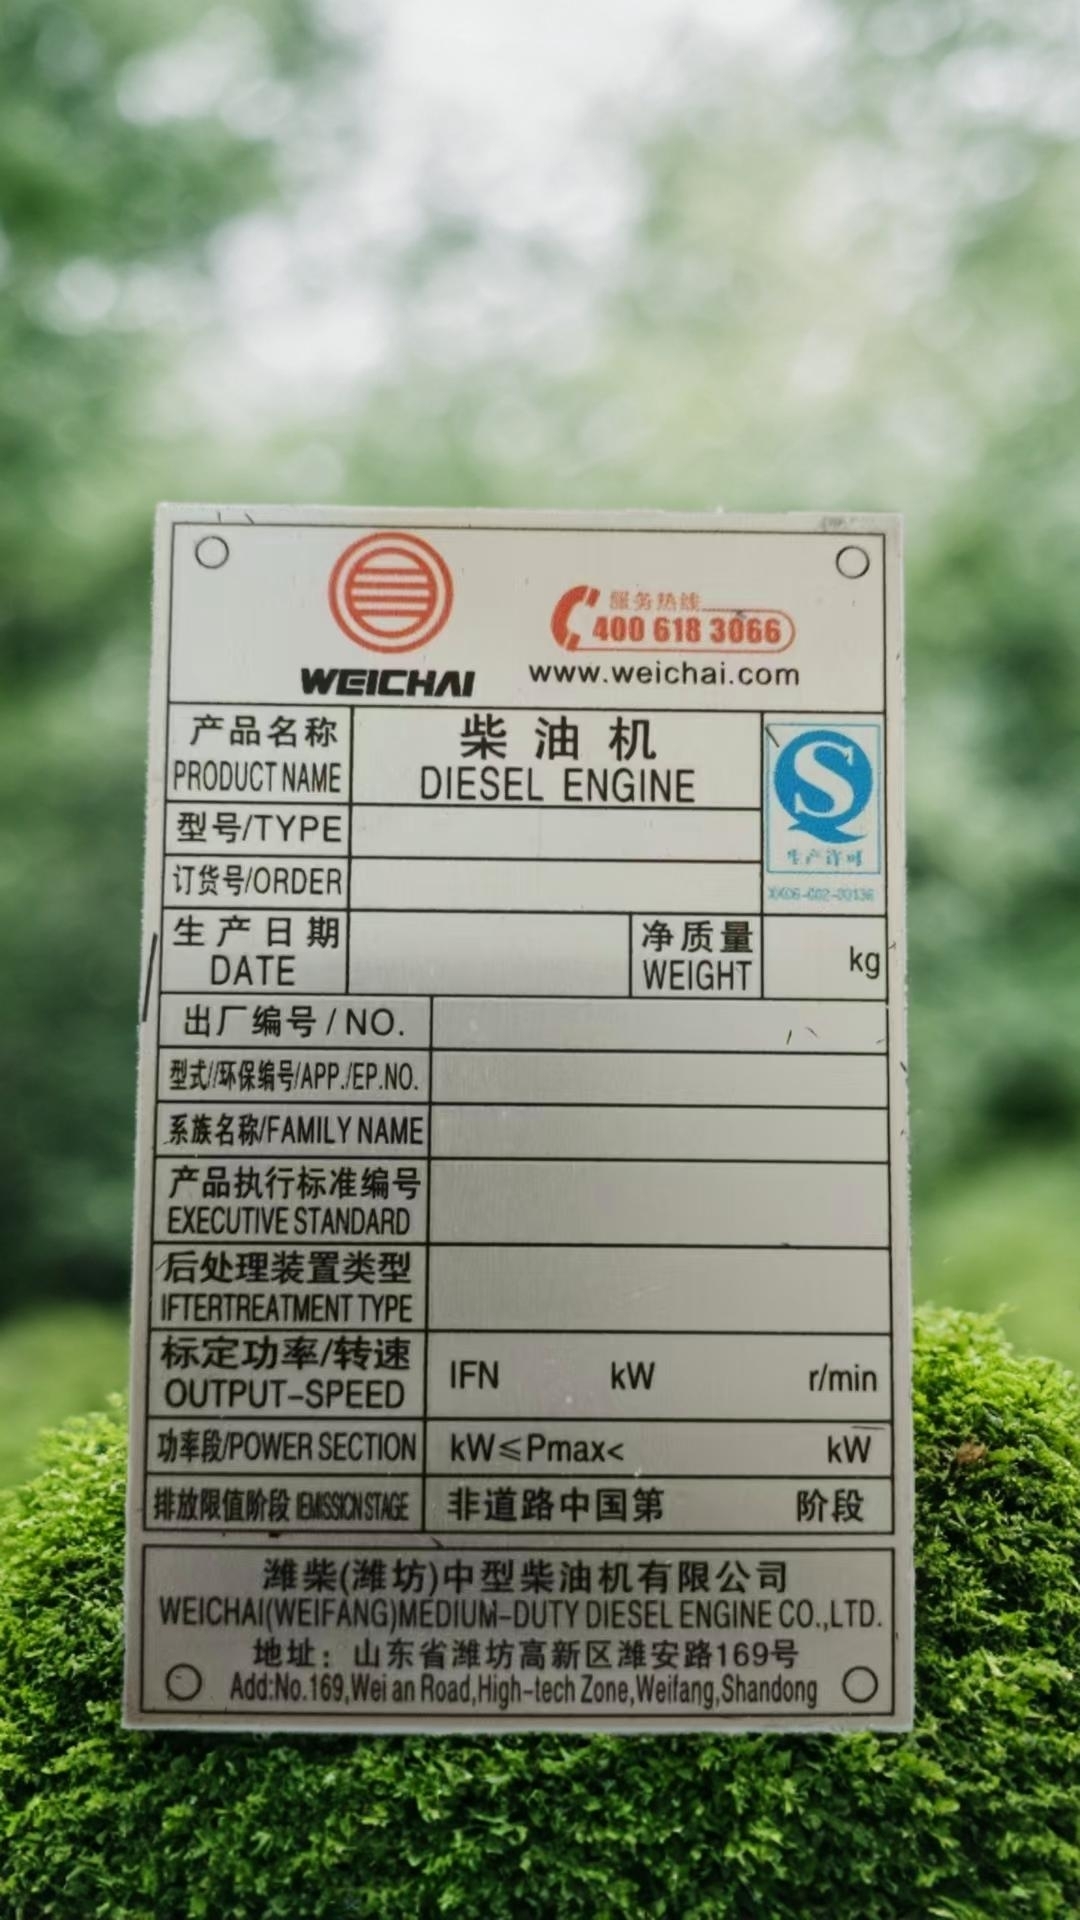 服务热线
400 618 3066
WEICHAI
www.weichai.com
产品名称
PRODUCT NAME
柴油机
DIESEL ENGINE
生产许可
XK06-002-00136
型号/TYPE
订货号/ORDER
生产日期
DATE
净质量
WEIGHT
kg
出厂编号/NO.
型式//环保编号/APP./EP.NO.
系族名称/FAMILY NAME
产品执行标准编号
EXECUTIVE STANDARD
后处理装置类型
IFTERTREATMENT TYPE
标定功率/转速
OUTPUT-SPEED
IFN kW r/min
功率段/POWER SECTION
kW≤Pmax< kW
排放限值阶段 IEMISSION STAGE
非道路中国第 阶段
潍柴(潍坊)中型柴油机有限公司
WEICHAI(WEIFANG)MEDIUM-DUTY DIESEL ENGINE CO.,LTD.
地址：山东省潍坊高新区潍安路169号
Add:No.169,Wei an Road,High-tech Zone,Weifang,Shandong